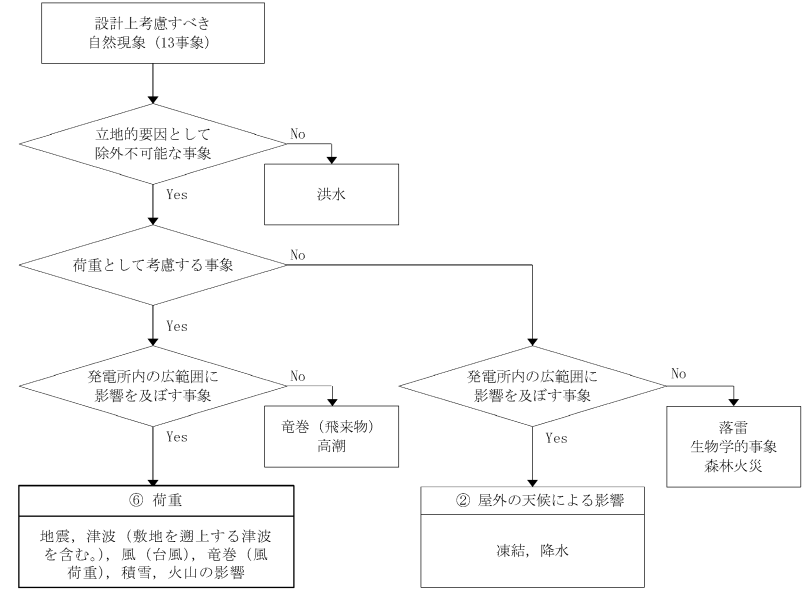 設計上考慮すべき
自然現象（13事象）
立地的要因として
除外不可能な事象
No
Yes
洪水
荷重として考慮する事象
No
Yes
発電所内の広範囲に
影響を及ぼす事象
No
Yes
竜巻（飛来物）
高潮
発電所内の広範囲に
影響を及ぼす事象
No
Yes
落雷
生物学的事象
森林火災
⑥ 荷重
地震，津波（敷地を遡上する津波
を含む。），風（台風），竜巻（風
荷重），積雪，火山の影響
② 屋外の天候による影響
凍結，降水